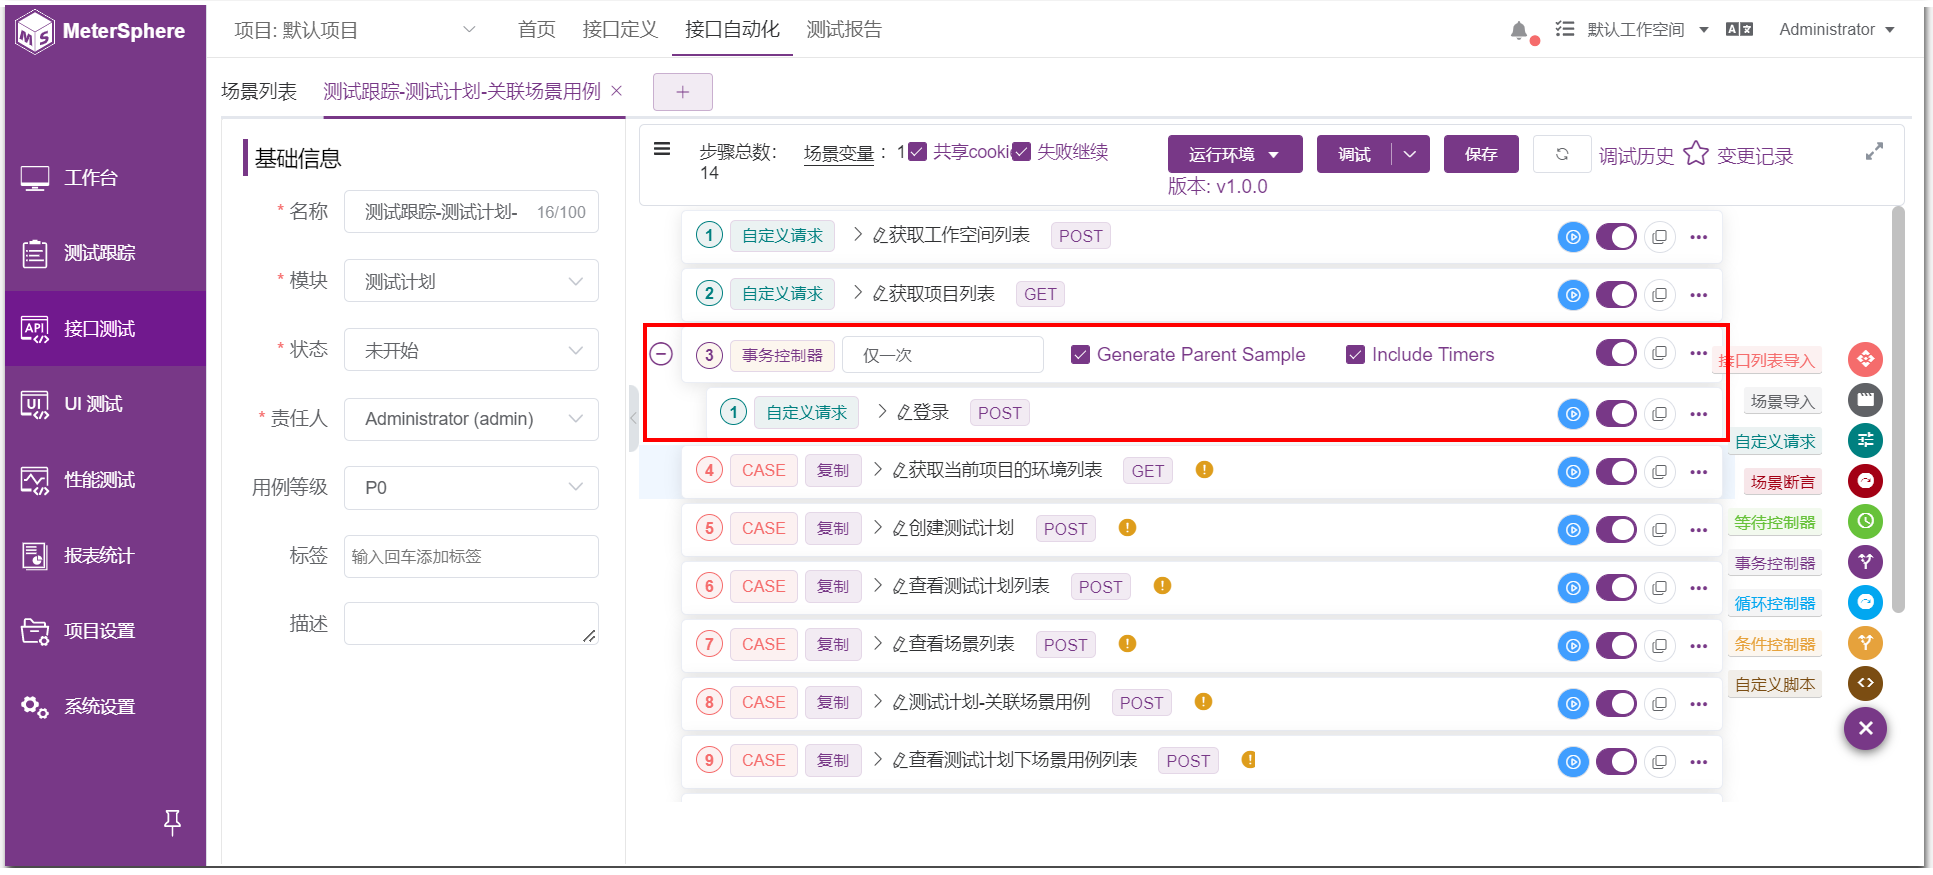 MeterSphere
项目: 默认项目
首页 接口定义 接口自动化 测试报告
默认工作空间
Administrator
工作台
测试跟踪
接口测试
UI 测试
性能测试
报表统计
项目设置
系统设置
场景列表 测试跟踪-测试计划-关联场景用例 × +
基础信息
* 名称 测试跟踪-测试计划- 16/100
* 模块 测试计划
* 状态 未开始
* 责任人 Administrator (admin)
用例等级 P0
标签 输入回车添加标签
描述
步骤总数: 14
场景变量 : 1 共享cooki 失败继续
运行环境 调试 保存 调试历史 变更记录
版本: v1.0.0
1 自定义请求 获取工作空间列表 POST
2 自定义请求 获取项目列表 GET
3 事务控制器 仅一次 Generate Parent Sample Include Timers
1 自定义请求 登录 POST
4 CASE 复制 获取当前项目的环境列表 GET
5 CASE 复制 创建测试计划 POST
6 CASE 复制 查看测试计划列表 POST
7 CASE 复制 查看场景列表 POST
8 CASE 复制 测试计划-关联场景用例 POST
9 CASE 复制 查看测试计划下场景用例列表 POST
接口列表导入
场景导入
自定义请求
场景断言
等待控制器
事务控制器
循环控制器
条件控制器
自定义脚本